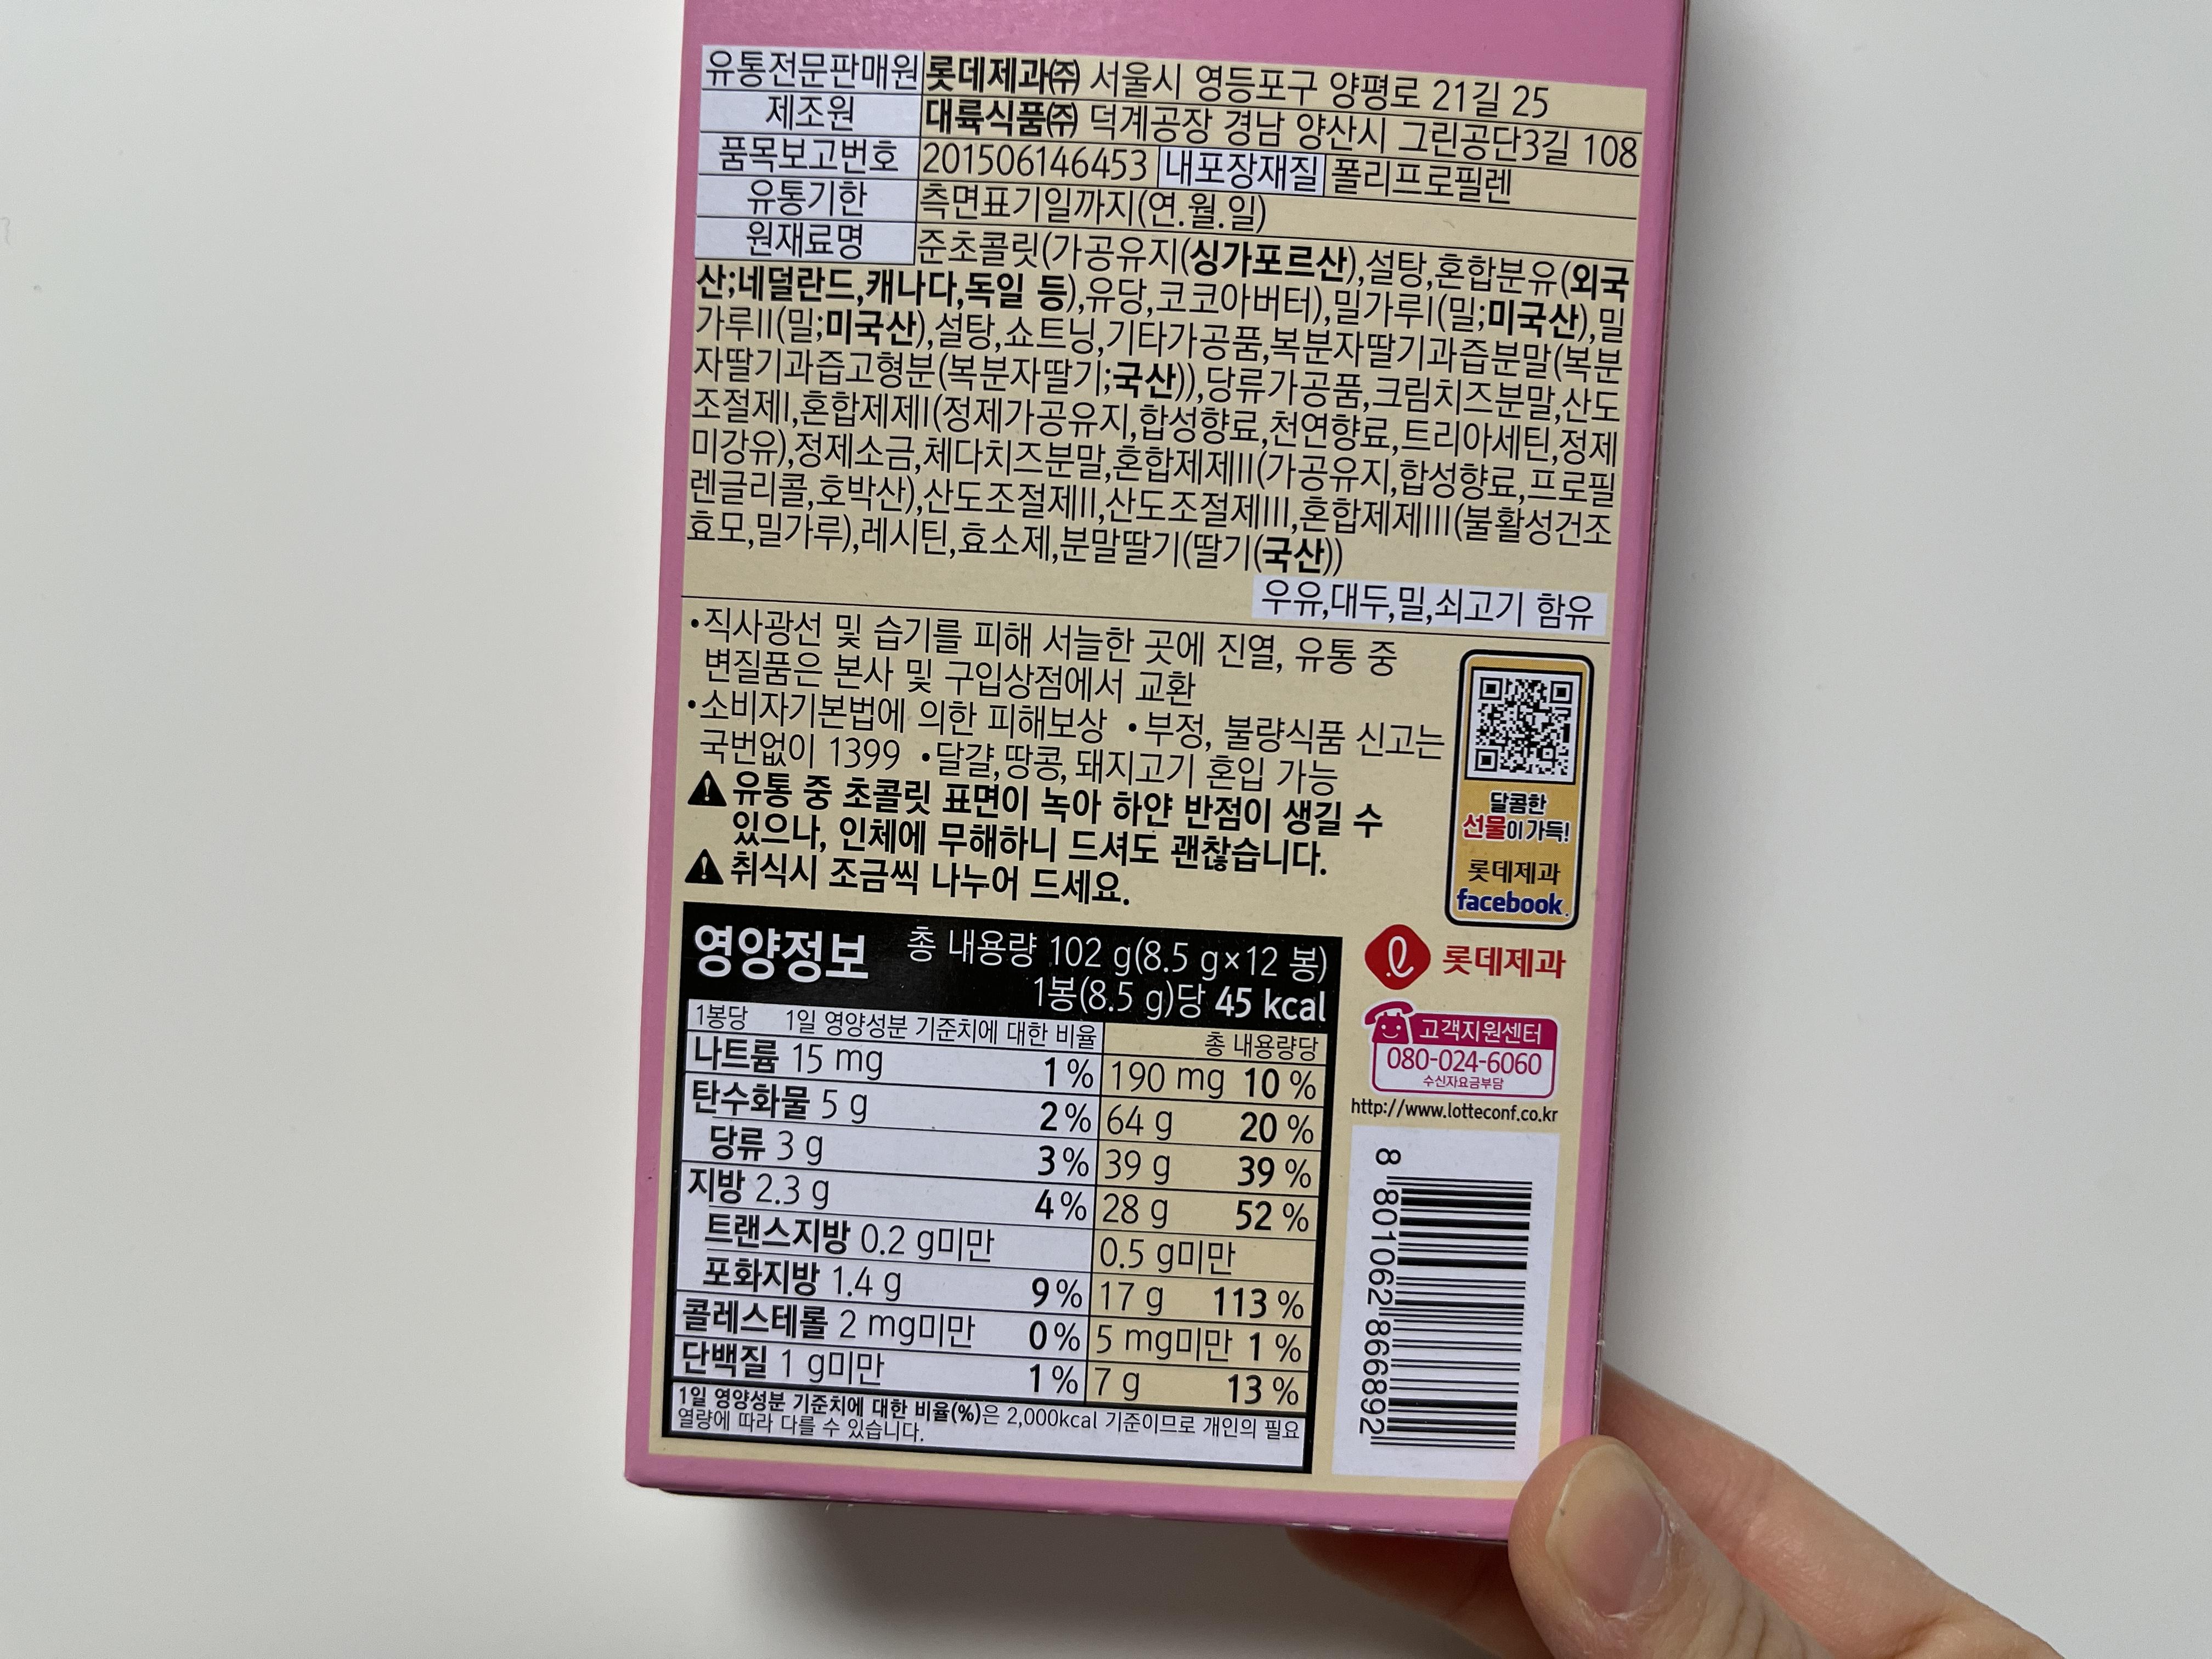 유통전문판매원 롯데제과㈜ 서울시 영등포구 양평로 21길 25
제조원 대륙식품㈜ 덕계공장 경남 양산시 그린공단3길 108
품목보고번호 201506146453 내포장재질 폴리프로필렌
유통기한 측면표기일까지(연.월.일)
원재료명 준초콜릿(가공유지(싱가포르산),설탕,혼합분유(외국
산;네덜란드,캐나다,독일 등),유당,코코아버터),밀가루I(밀;미국산),밀
가루II(밀;미국산),설탕,쇼트닝,기타가공품,복분자딸기과즙분말(복분
자딸기과즙고형분(복분자딸기;국산)),당류가공품,크림치즈분말,산도
조절제I,혼합제제I(정제가공유지,합성향료,천연향료,트리아세틴,정제
미강유),정제소금,체다치즈분말,혼합제제II(가공유지,합성향료,프로필
렌글리콜,호박산),산도조절제II,산도조절제III,혼합제제III(불활성건조
효모,밀가루),레시틴,효소제,분말딸기(딸기(국산))
우유,대두,밀,쇠고기 함유
•직사광선 및 습기를 피해 서늘한 곳에 진열, 유통 중
변질품은 본사 및 구입상점에서 교환
•소비자기본법에 의한 피해보상 •부정, 불량식품 신고는
국번없이 1399 •달걀,땅콩,돼지고기 혼입 가능
⚠유통 중 초콜릿 표면이 녹아 하얀 반점이 생길 수
있으나, 인체에 무해하니 드셔도 괜찮습니다.
⚠취식시 조금씩 나누어 드세요.
달콤한
선물이 가득!
롯데제과
facebook.
롯데제과
고객지원센터
080-024-6060
수신자요금부담
http://www.lotteconf.co.kr
8 801062 866892
영양정보 총 내용량 102 g(8.5 g×12 봉)
1봉(8.5 g)당 45 kcal
1봉당 1일 영양성분 기준치에 대한 비율 총 내용량당
나트륨 15 mg 1 % 190 mg 10 %
탄수화물 5 g 2 % 64 g 20 %
당류 3 g 3 % 39 g 39 %
지방 2.3 g 4 % 28 g 52 %
트랜스지방 0.2 g미만 0.5 g미만
포화지방 1.4 g 9 % 17 g 113 %
콜레스테롤 2 mg미만 0 % 5 mg미만 1 %
단백질 1 g미만 1 % 7 g 13 %
1일 영양성분 기준치에 대한 비율(%)은 2,000kcal 기준이므로 개인의 필요
열량에 따라 다를 수 있습니다.